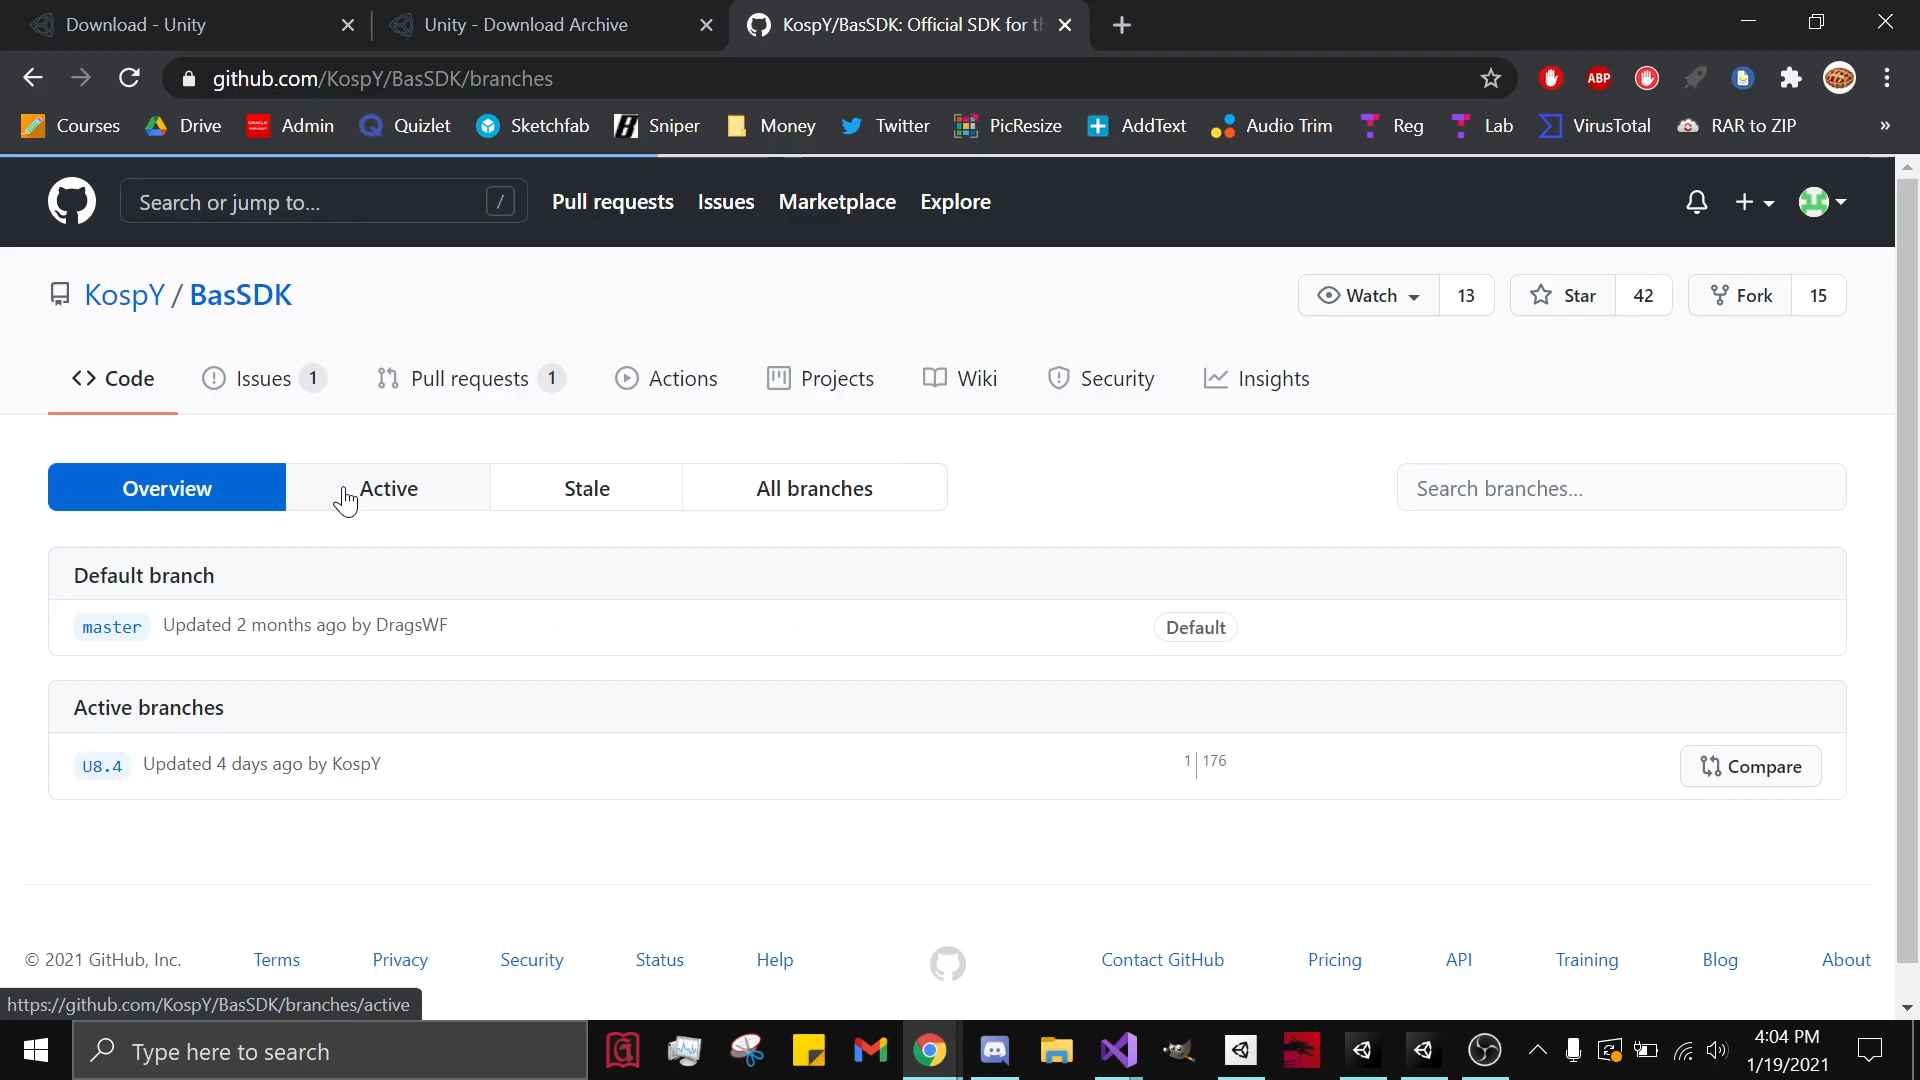 Download - Unity
Unity - Download Archive
KospY/BasSDK: Official SDK for th
github.com/KospY/BasSDK/branches
ABP
Courses
Drive
Admin
Quizlet
Sketchfab
Sniper
Money
Twitter
PicResize
AddText
Audio Trim
Reg
Lab
VirusTotal
RAR to ZIP
»
Search or jump to...
/
Pull requests
Issues
Marketplace
Explore
KospY / BasSDK
Watch 13
Star 42
Fork 15
Code
Issues 1
Pull requests 1
Actions
Projects
Wiki
Security
Insights
Overview
Active
Stale
All branches
Search branches...
Default branch
master Updated 2 months ago by DragsWF
Default
Active branches
U8.4 Updated 4 days ago by KospY
1 | 176
Compare
© 2021 GitHub, Inc.
Terms
Privacy
Security
Status
Help
Contact GitHub
Pricing
API
Training
Blog
About
https://github.com/KospY/BasSDK/branches/active
Type here to search
4:04 PM
1/19/2021